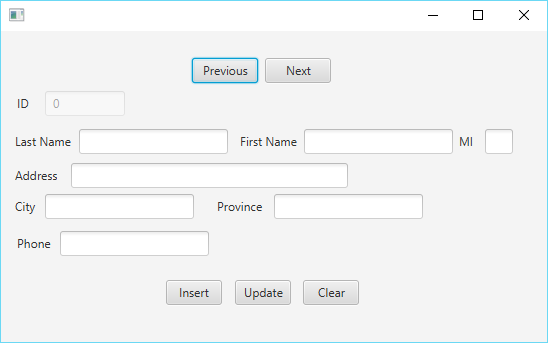 Previous Next
ID 0
Last Name First Name MI
Address
City Province
Phone
Insert Update Clear